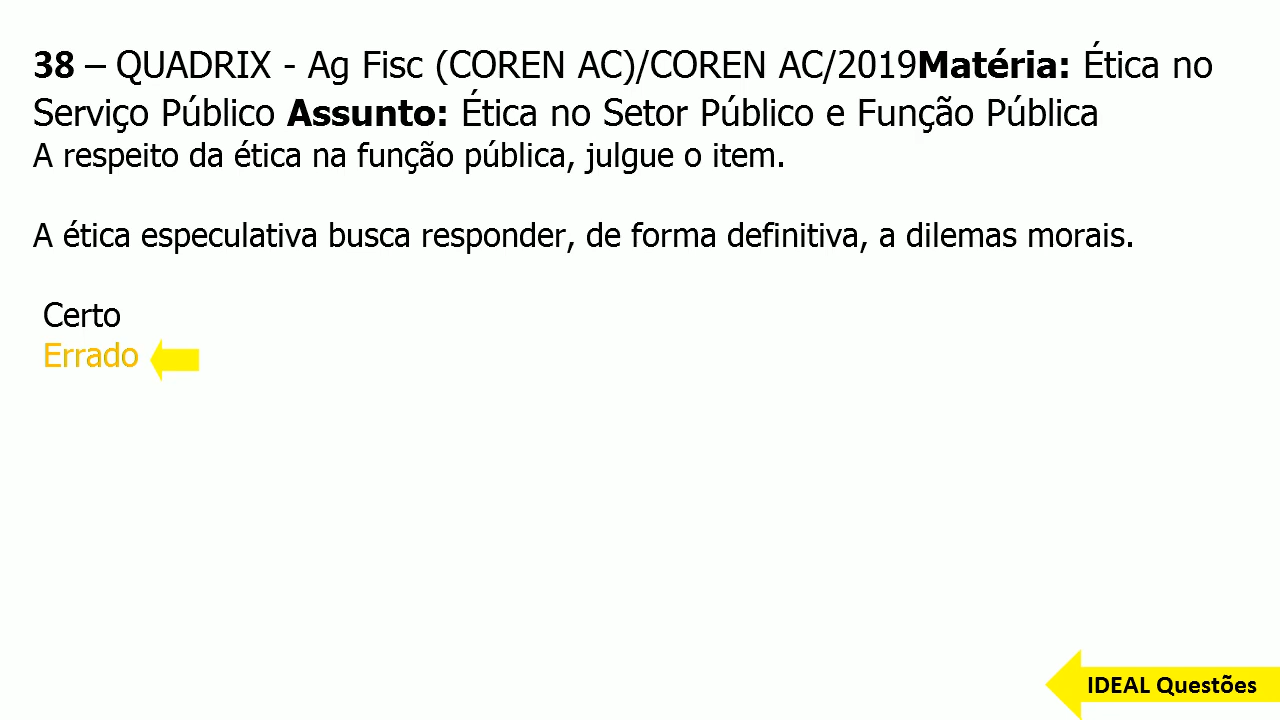 38 – QUADRIX - Ag Fisc (COREN AC)/COREN AC/2019Matéria: Ética no
Serviço Público Assunto: Ética no Setor Público e Função Pública
A respeito da ética na função pública, julgue o item.
A ética especulativa busca responder, de forma definitiva, a dilemas morais.
Certo
Errado
IDEAL Questões